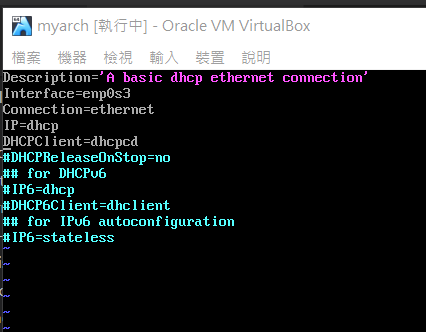 myarch [執行中] - Oracle VM VirtualBox
檔案 機器 檢視 輸入 裝置 說明
Description='A basic dhcp ethernet connection'
Interface=enp0s3
Connection=ethernet
IP=dhcp
DHCPClient=dhcpcd
#DHCPReleaseOnStop=no
## for DHCPv6
#IP6=dhcp
#DHCP6Client=dhclient
## for IPv6 autoconfiguration
#IP6=stateless
~
~
~
~
~
~